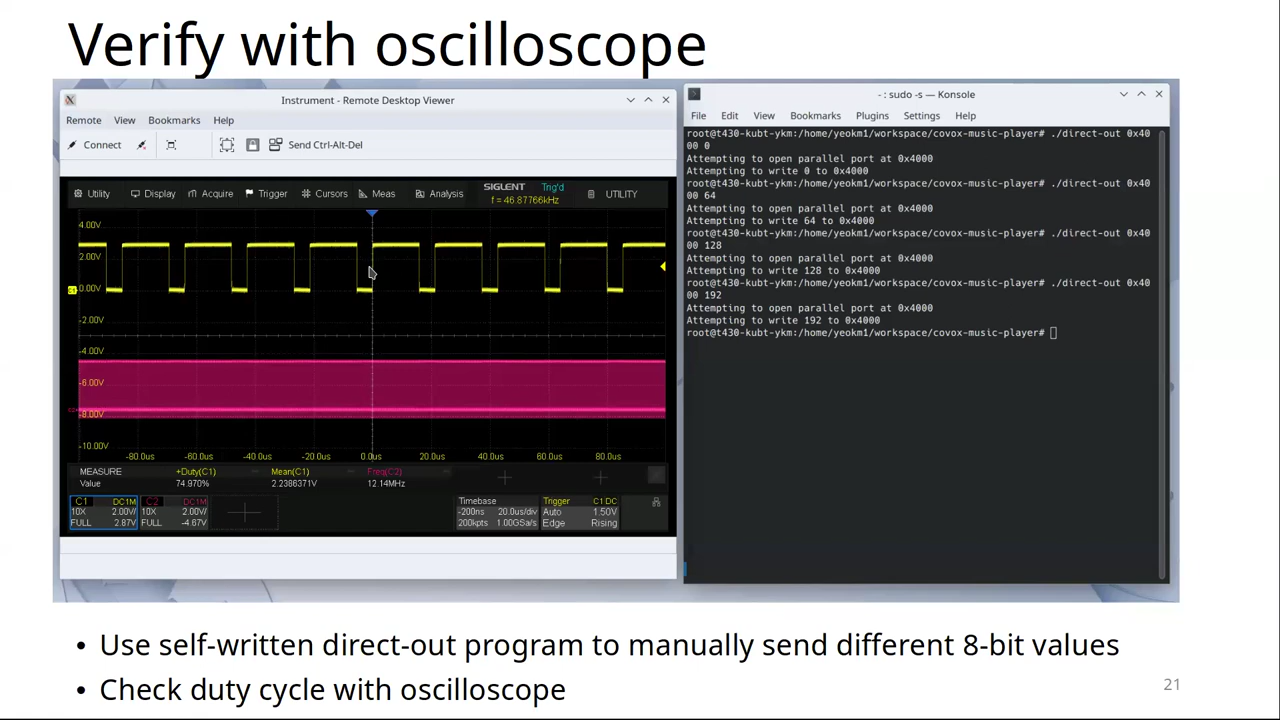 Verify with oscilloscope
Instrument - Remote Desktop Viewer
Remote View Bookmarks Help
Connect Send Ctrl-Alt-Del
Utility Display Acquire Trigger Cursors Meas Analysis SIGLENT Trig'd UTILITY
f = 46.87766kHz
4.00V
2.00V
0.00V
-2.00V
-4.00V
-6.00V
-8.00V
-10.00V
-80.0us -60.0us -40.0us -20.0us 0.0us 20.0us 40.0us 60.0us 80.0us
MEASURE +Duty(C1) Mean(C1) Freq(C2)
Value 74.970% 2.2386371V 12.14MHz
C1 DC1M C2 DC1M Timebase Trigger C1 DC
10X 2.00V/ 10X 2.00V/ -200ns 20.0us/div Auto 1.50V
FULL 2.87V FULL -4.67V 200kpts 1.00GSa/s Edge Rising
- : sudo -s — Konsole
File Edit View Bookmarks Plugins Settings Help
root@t430-kubt-ykm:/home/yeokm1/workspace/covox-music-player# ./direct-out 0x40
00 0
Attempting to open parallel port at 0x4000
Attempting to write 0 to 0x4000
root@t430-kubt-ykm:/home/yeokm1/workspace/covox-music-player# ./direct-out 0x40
00 64
Attempting to open parallel port at 0x4000
Attempting to write 64 to 0x4000
root@t430-kubt-ykm:/home/yeokm1/workspace/covox-music-player# ./direct-out 0x40
00 128
Attempting to open parallel port at 0x4000
Attempting to write 128 to 0x4000
root@t430-kubt-ykm:/home/yeokm1/workspace/covox-music-player# ./direct-out 0x40
00 192
Attempting to open parallel port at 0x4000
Attempting to write 192 to 0x4000
root@t430-kubt-ykm:/home/yeokm1/workspace/covox-music-player#
• Use self-written direct-out program to manually send different 8-bit values
• Check duty cycle with oscilloscope
21